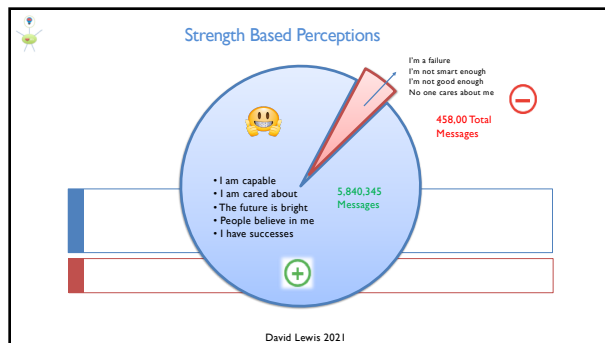 Strength Based Perceptions
I'm a failure
I'm not smart enough
I'm not good enough
No one cares about me
458,00 Total
Messages
• I am capable
• I am cared about
• The future is bright
• People believe in me
• I have successes
5,840,345
Messages
David Lewis 2021